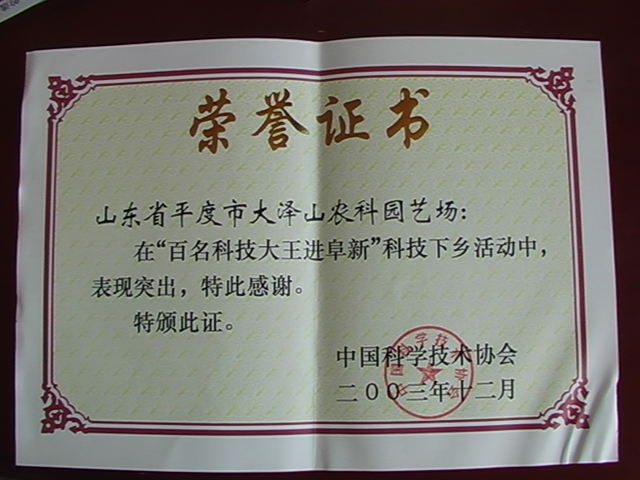 荣誉证书
山东省平度市大泽山农科园艺场：
在“百名科技大王进阜新”科技下乡活动中，
表现突出，特此感谢。
特颁此证。
中国科学技术协会
二〇〇三年十二月